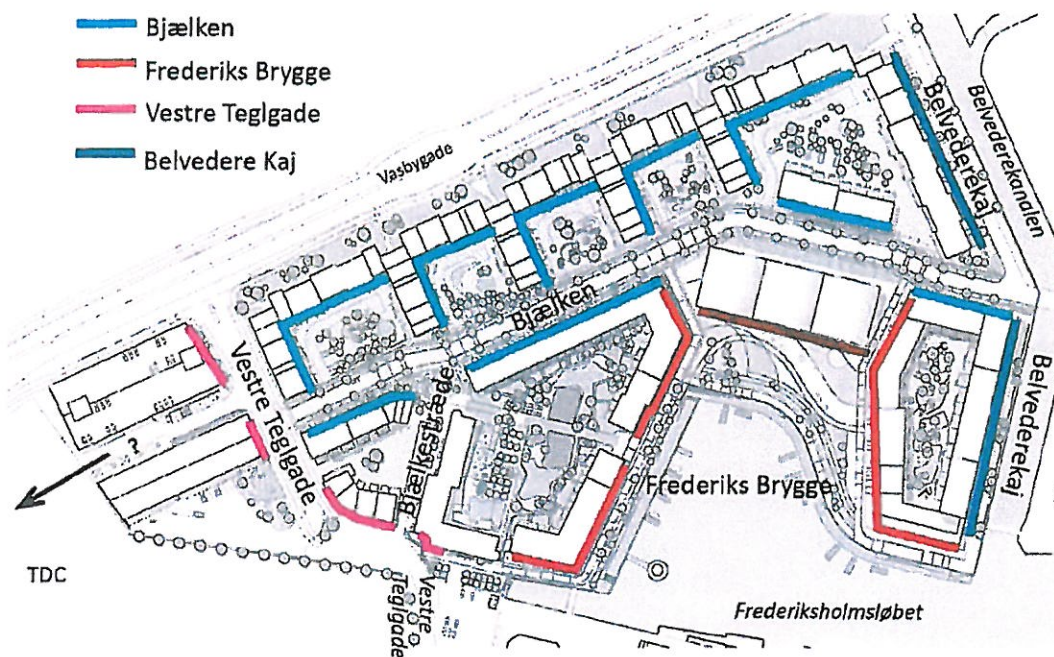 Bjælken
Frederiks Brygge
Vestre Teglgade
Belvedere Kaj
Vasbygade
Belvederekaj
Belvederekanlen
Bjælken
Vestre Teglgade
Bjælkestræde
Belvederekaj
Frederiks Brygge
?
TDC
Vestre
Teglgade
Frederiksholmsløbet